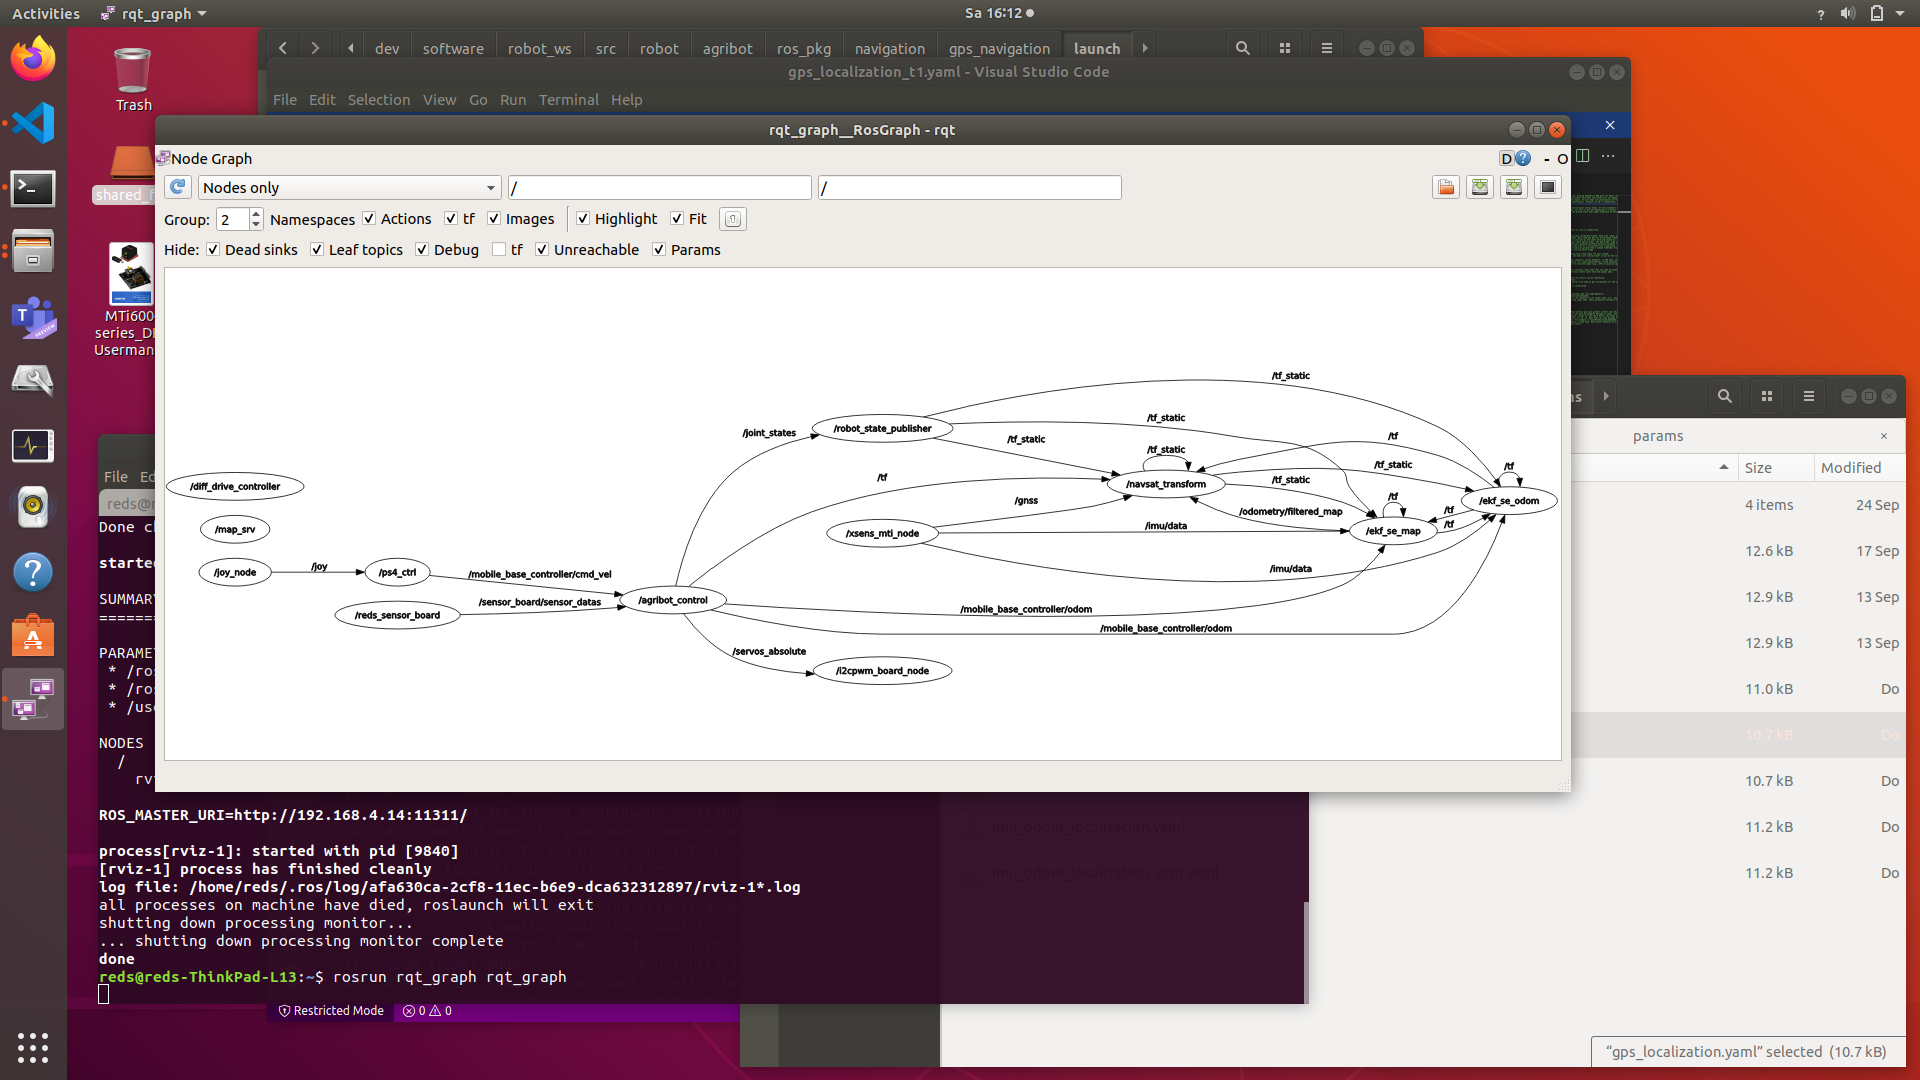 Activities
rqt_graph
Sa 16:12
?
dev
software
robot_ws
src
robot
agribot
ros_pkg
navigation
gps_navigation
launch
gps_localization_t1.yaml - Visual Studio Code
File Edit Selection View Go Run Terminal Help
Trash
rqt_graph__RosGraph - rqt
Node Graph
D ? - O
Nodes only
/
/
Group: 2 Namespaces Actions tf Images Highlight Fit
Hide: Dead sinks Leaf topics Debug tf Unreachable Params
MTi600-
series_D
Userman
/tf_static
/tf_static
/joint_states
/robot_state_publisher
/tf_static
/tf
/tf_static
/tf_static
/tf
/tf
/navsat_transform
/tf_static
/diff_drive_controller
/gnss
/tf
/ekf_se_odom
/odometry/filtered_map
/tf
/tf
/map_srv
/xsens_mti_node
/imu/data
/ekf_se_map
/joy_node
/joy
/ps4_ctrl
/mobile_base_controller/cmd_vel
/imu/data
/reds_sensor_board
/sensor_board/sensor_datas
/agribot_control
/mobile_base_controller/odom
/mobile_base_controller/odom
/servos_absolute
/i2cpwm_board_node
params
Size Modified
4 items 24 Sep
12.6 kB 17 Sep
12.9 kB 13 Sep
12.9 kB 13 Sep
11.0 kB Do
10.7 kB Do
10.7 kB Do
11.2 kB Do
11.2 kB Do
imu_odom_localization.yaml
imu_odom_localization_orig.yaml
"gps_localization.yaml" selected (10.7 kB)
File Ed
reds@r
Done c
starte
SUMMAR
PARAMET
* /ros
* /ros
* /use
NODES
/
rvi
ROS_MASTER_URI=http://192.168.4.14:11311/
process[rviz-1]: started with pid [9840]
[rviz-1] process has finished cleanly
log file: /home/reds/.ros/log/afa630ca-2cf8-11ec-b6e9-dca632312897/rviz-1*.log
all processes on machine have died, roslaunch will exit
shutting down processing monitor...
... shutting down processing monitor complete
done
reds@reds-ThinkPad-L13:~$ rosrun rqt_graph rqt_graph
Restricted Mode 0 0